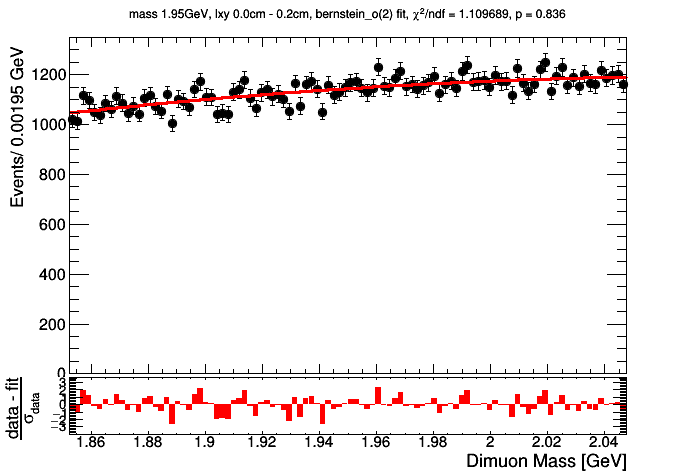 mass 1.95GeV, lxy 0.0cm - 0.2cm, bernstein_o(2) fit, χ²/ndf = 1.109689, p = 0.836
Events/ 0.00195 GeV
1200
1000
800
600
400
200
0
data - fit
σdata
3
2
1
0
−1
−2
−3
1.86 1.88 1.9 1.92 1.94 1.96 1.98 2 2.02 2.04
Dimuon Mass [GeV]